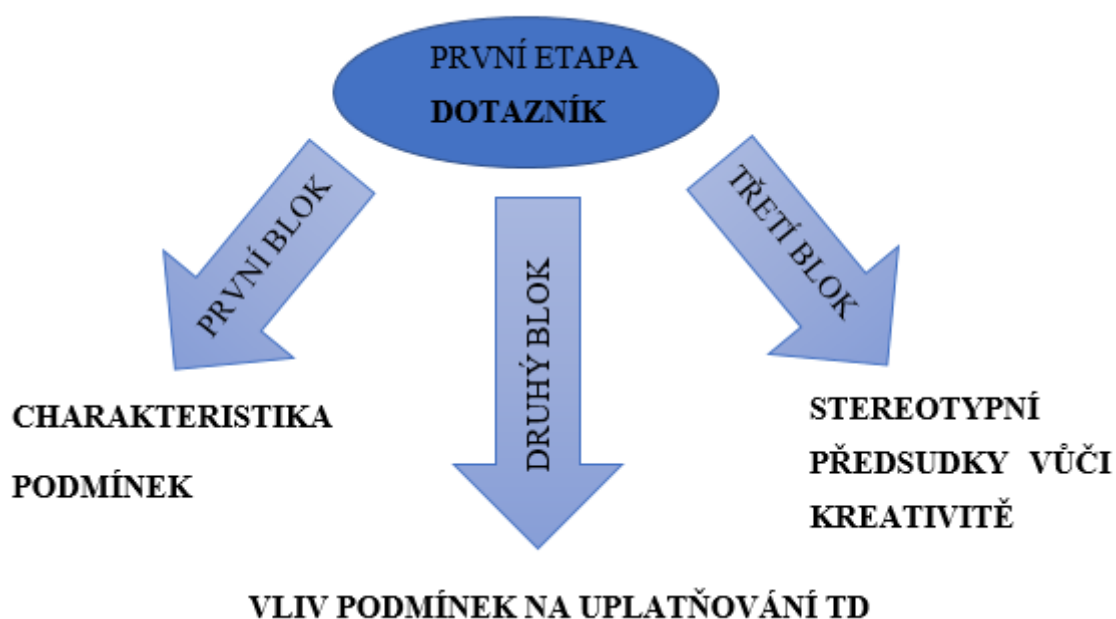 PRVNÍ ETAPA
DOTAZNÍK
PRVNÍ BLOK
DRUHÝ BLOK
TŘETÍ BLOK
CHARAKTERISTIKA
PODMÍNEK
STEREOTYPNÍ
PŘEDSUDKY VŮČI
KREATIVITĚ
VLIV PODMÍNEK NA UPLATŇOVÁNÍ TD